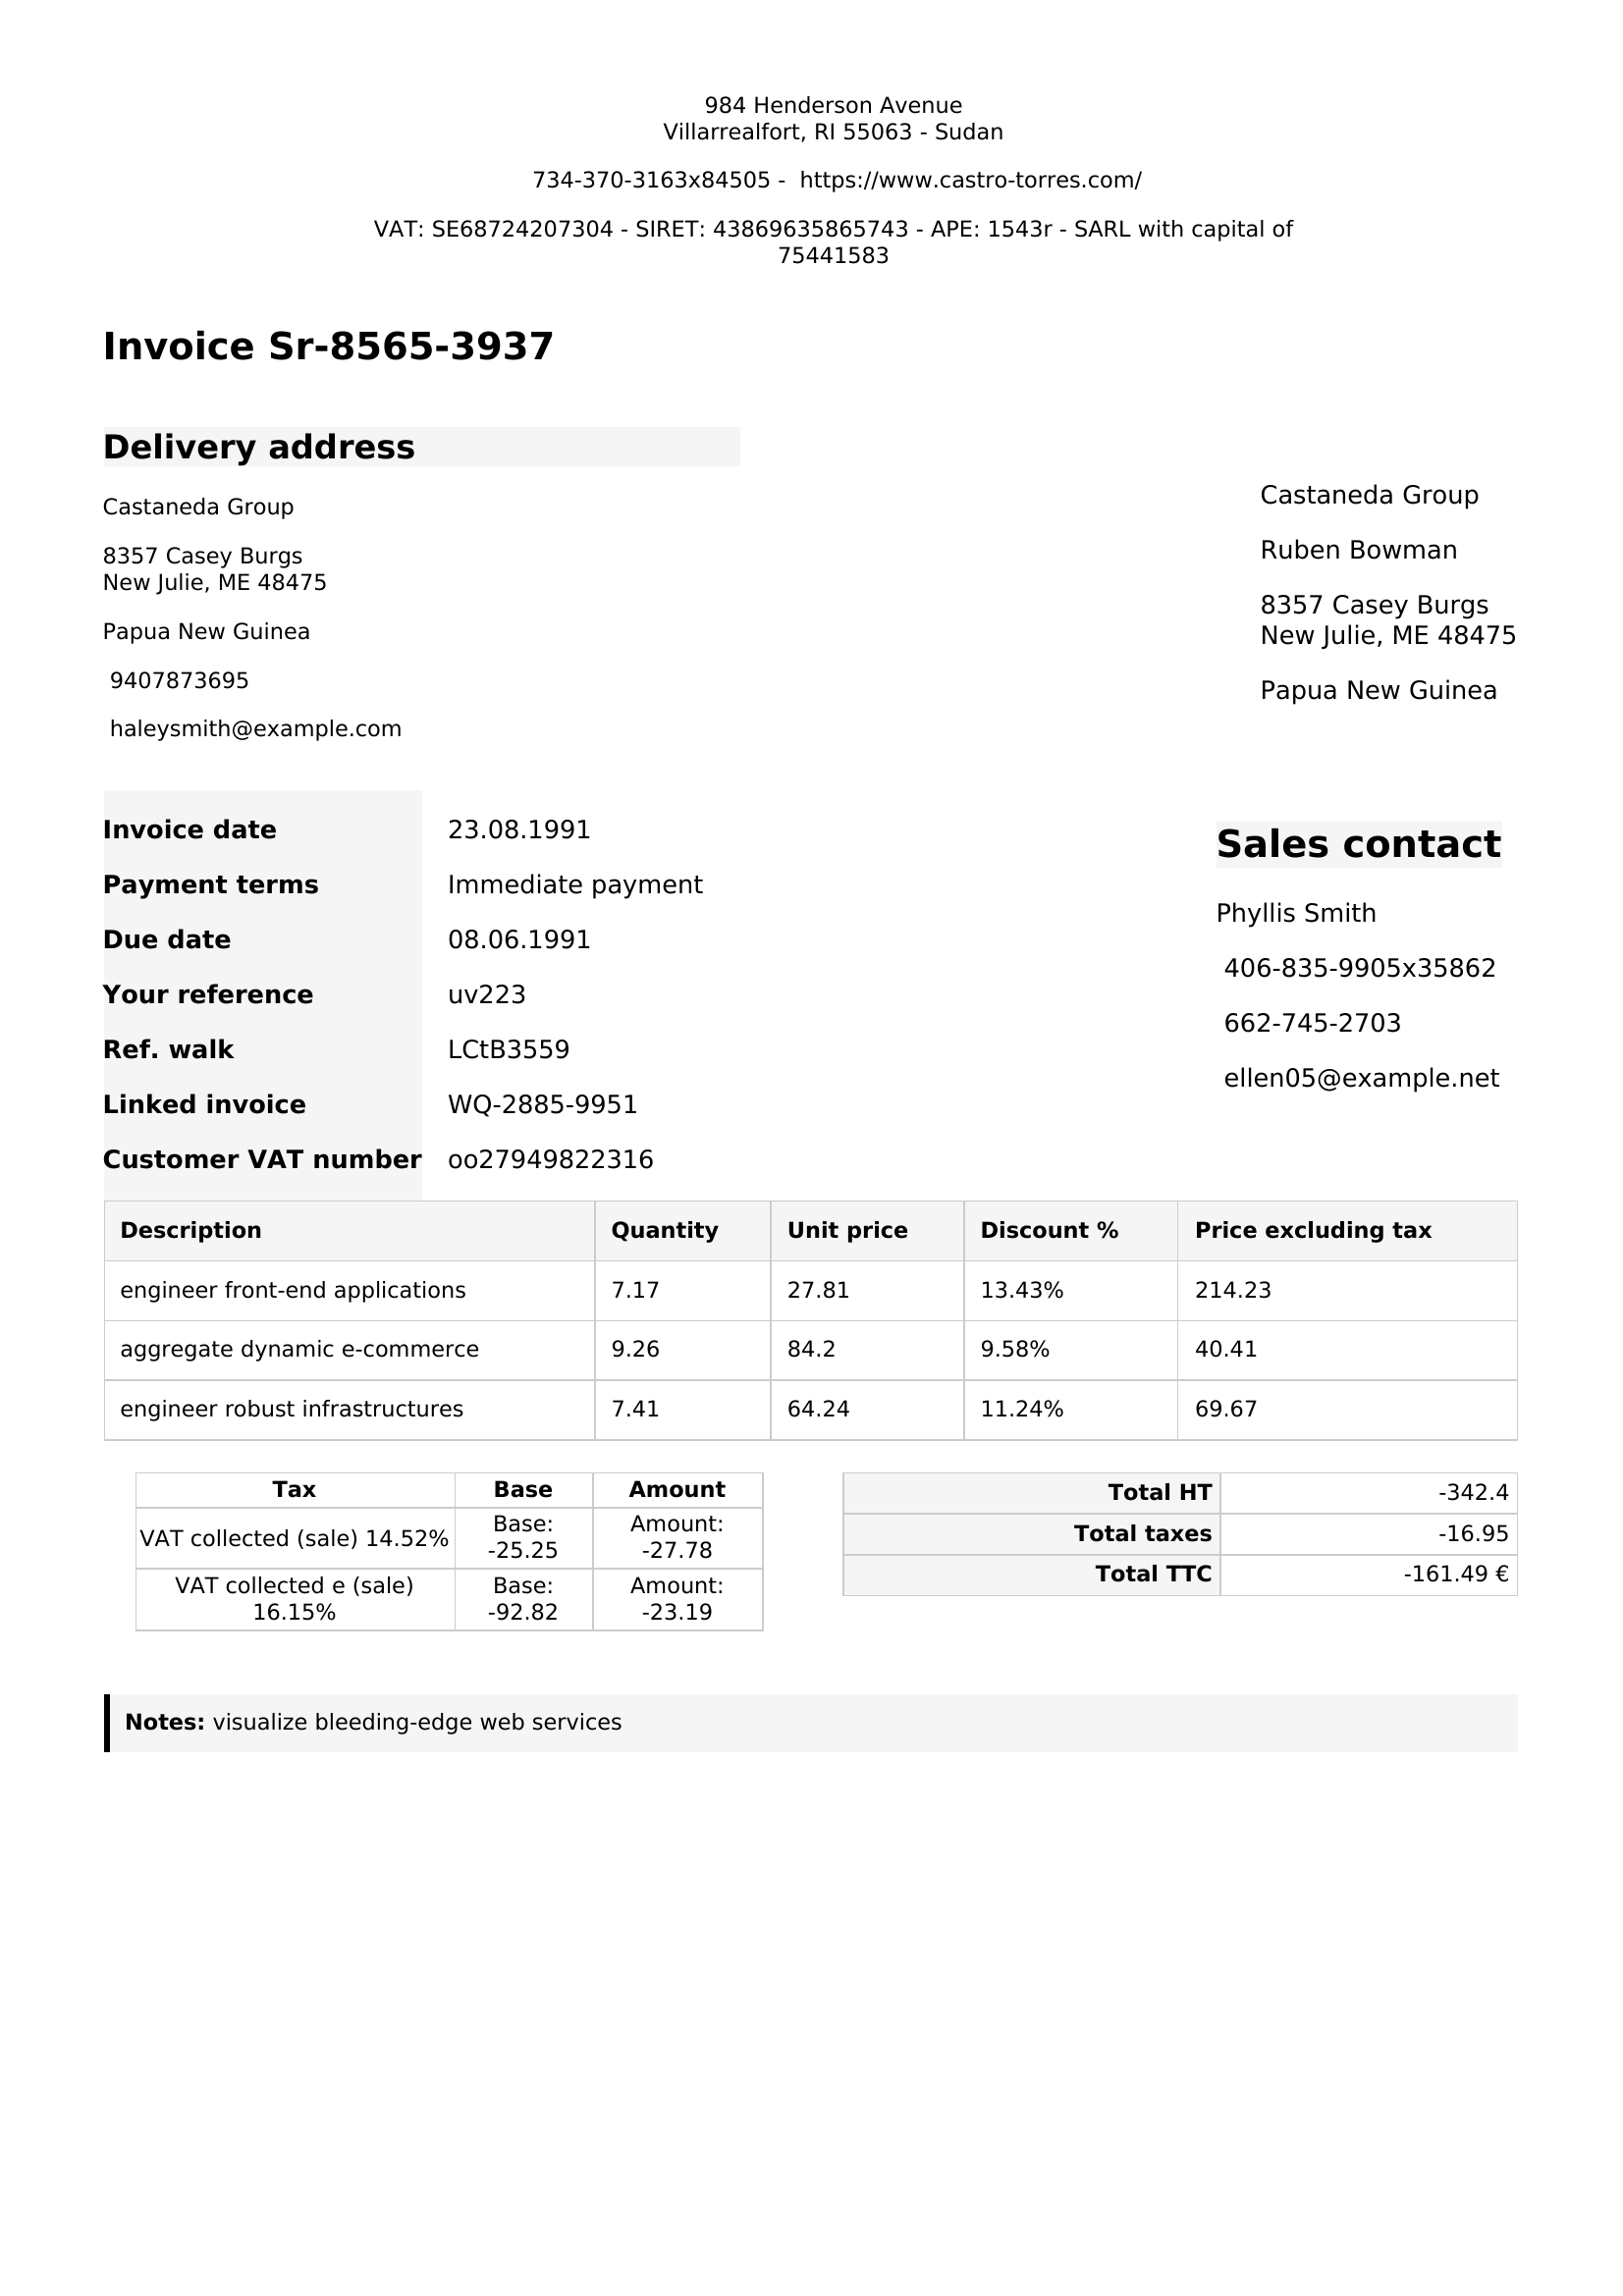 984 Henderson Avenue
Villarrealfort, RI 55063 - Sudan
734-370-3163x84505 - https://www.castro-torres.com/
VAT: SE68724207304 - SIRET: 43869635865743 - APE: 1543r - SARL with capital of
75441583
Invoice Sr-8565-3937
Delivery address
Castaneda Group
8357 Casey Burgs
New Julie, ME 48475
Papua New Guinea
9407873695
haleysmith@example.com
Castaneda Group
Ruben Bowman
8357 Casey Burgs
New Julie, ME 48475
Papua New Guinea
Invoice date 23.08.1991
Payment terms Immediate payment
Due date 08.06.1991
Your reference uv223
Ref. walk LCtB3559
Linked invoice WQ-2885-9951
Customer VAT number oo27949822316
Sales contact
Phyllis Smith
406-835-9905x35862
662-745-2703
ellen05@example.net
Description Quantity Unit price Discount % Price excluding tax
engineer front-end applications 7.17 27.81 13.43% 214.23
aggregate dynamic e-commerce 9.26 84.2 9.58% 40.41
engineer robust infrastructures 7.41 64.24 11.24% 69.67
Tax Base Amount
VAT collected (sale) 14.52% Base: -25.25 Amount: -27.78
VAT collected e (sale) 16.15% Base: -92.82 Amount: -23.19
Total HT -342.4
Total taxes -16.95
Total TTC -161.49 €
Notes: visualize bleeding-edge web services